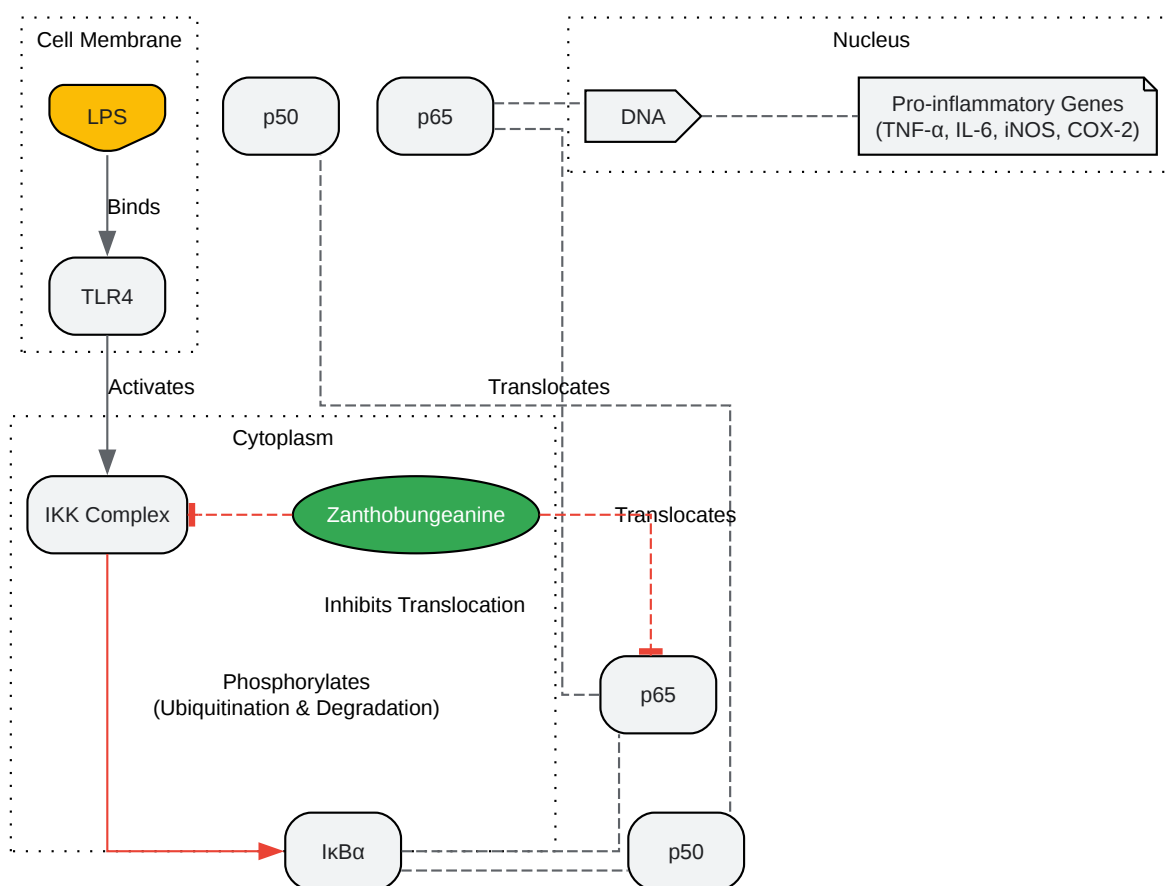 Cell Membrane
Nucleus
LPS
p50
p65
DNA
Pro-inflammatory Genes
(TNF-α, IL-6, iNOS, COX-2)
Binds
TLR4
Activates
Translocates
Cytoplasm
IKK Complex
Zanthobungeanine
Translocates
Inhibits Translocation
Phosphorylates
(Ubiquitination & Degradation)
p65
IκBα
p50